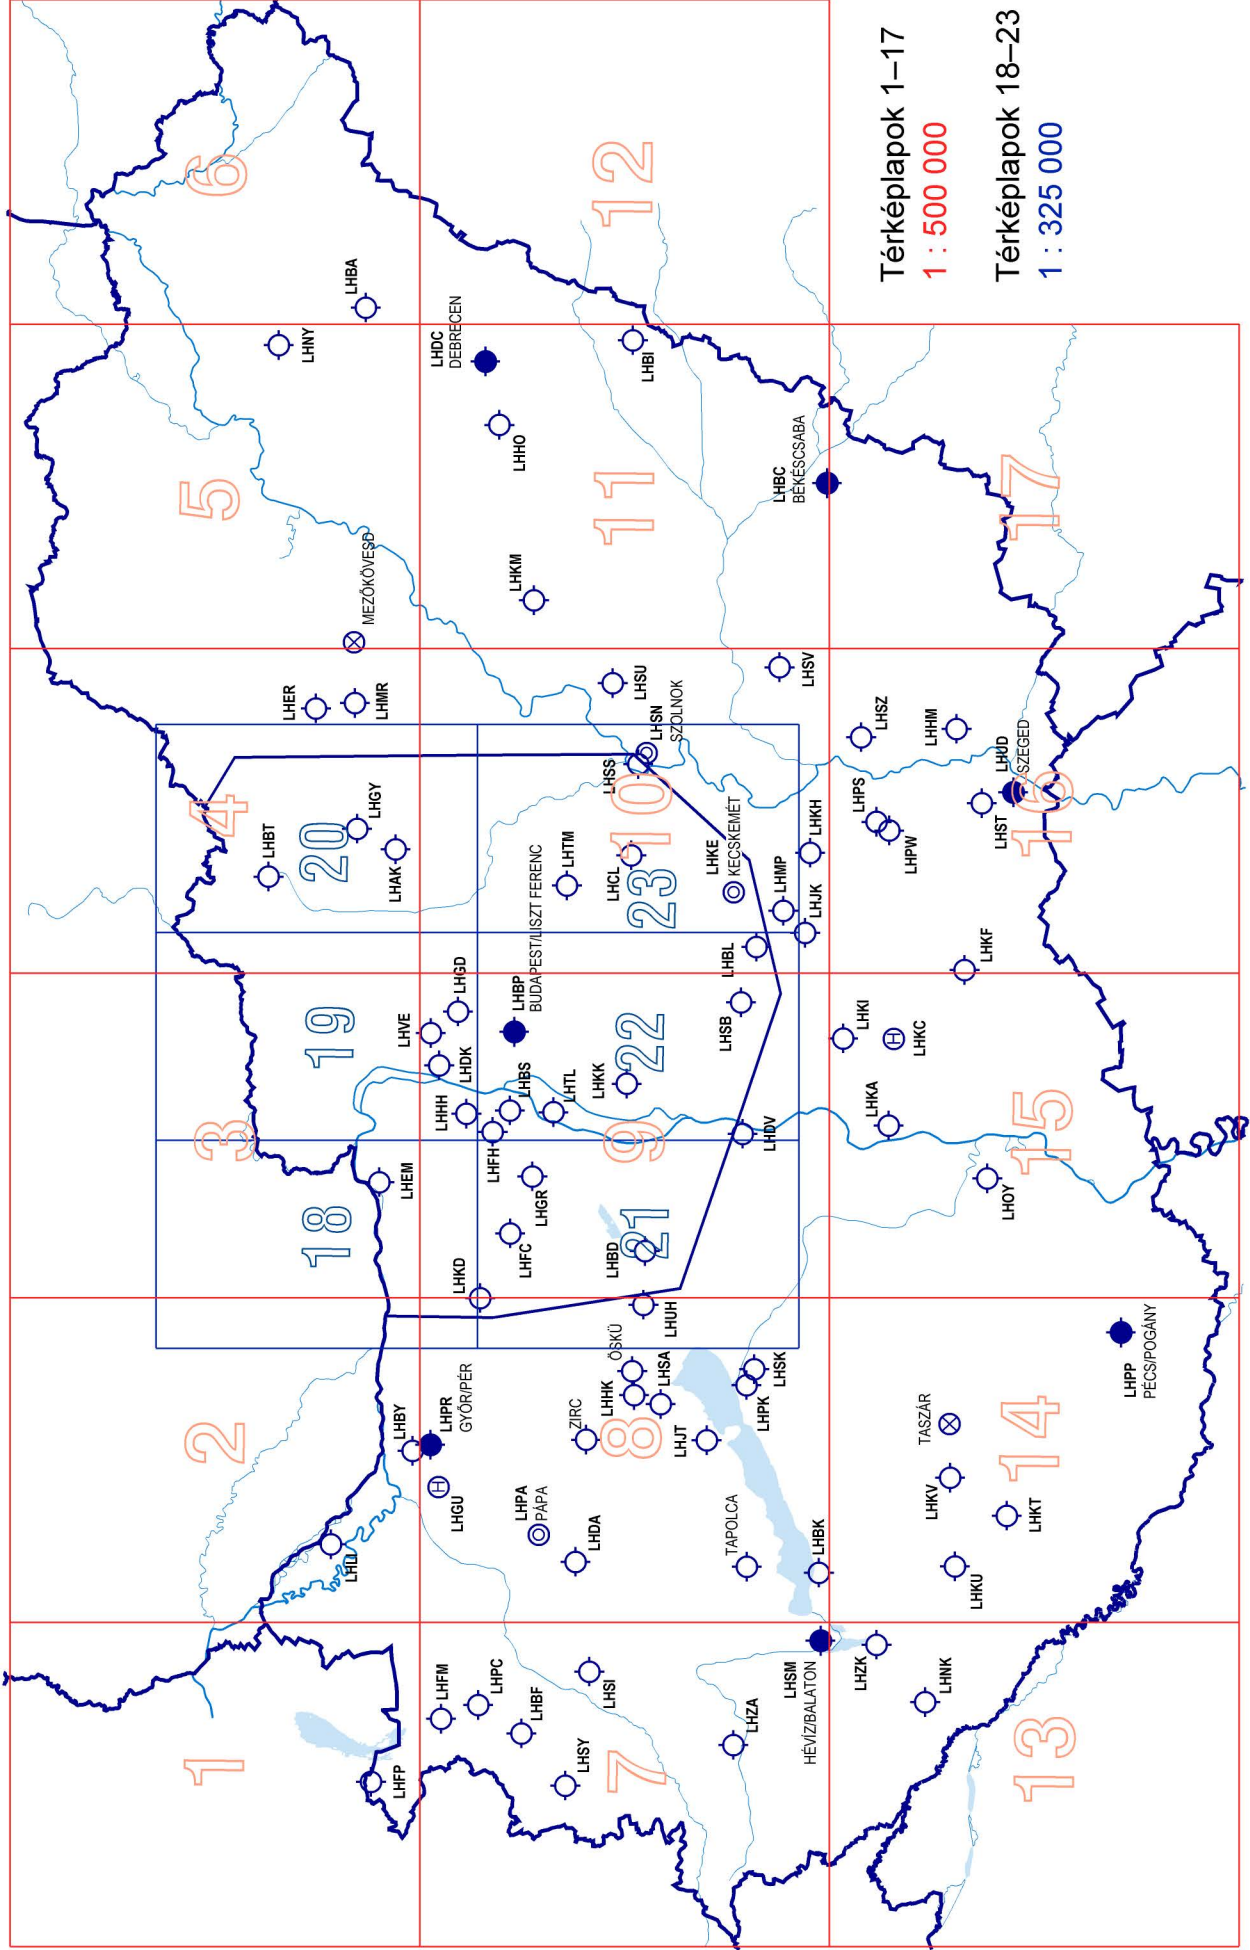 1
2
3
4
5
6
LHFP
LHLI
LHBY
LHEM
18
19
20
LHBT
LHGY
LHAK
LHER
LHMR
MEZŐKÖVESD
LHNY
LHBA
7
8
9
10
11
12
LHFM
LHPC
LHBF
LHSY
LHSI
LHZA
LHSM
HÉVÍZ/BALATON
LHPR
GYŐR/PÉR
LHGU
LHPA
PÁPA
LHDA
ZIRC
LHHK
ÖSKÜ
LHSA
LHJT
LHPK
LHSK
TAPOLCA
LHBK
LHUH
LHKD
LHFC
LHGR
LHBD
21
LHVE
LHGD
LHDK
LHHH
LHFH
LHBS
LHTL
LHKK
LHBP
BUDAPEST/LISZT FERENC
22
LHSB
LHDV
LHBL
23
LHTM
LHCL
LHKE
KECSKEMÉT
LHMP
LHJK
LHKH
LHSS
LHSN
SZOLNOK
LHSU
LHSV
LHKM
LHHO
LHDC
DEBRECEN
LHBI
LHBC
BÉKÉSCSABA
13
14
15
16
17
LHZK
LHNK
LHKU
LHKV
LHKT
TASZÁR
LHPP
PÉCS/POGÁNY
LHOY
LHKA
LHKI
LHKC
LHKF
LHPS
LHPW
LHSZ
LHHM
LHST
LHUD
SZEGED
Térképlapok 1–17
1 : 500 000
Térképlapok 18–23
1 : 325 000